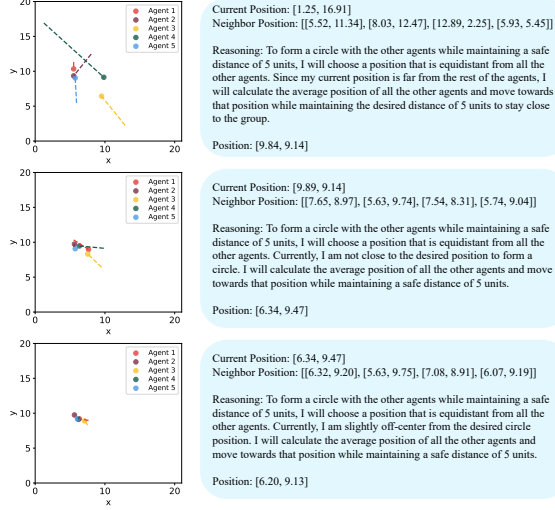 20
15
10
5
0
0
10
20
x
y
Agent 1
Agent 2
Agent 3
Agent 4
Agent 5
Current Position: [1.25, 16.91]
Neighbor Position: [[5.52, 11.34], [8.03, 12.47], [12.89, 2.25], [5.93, 5.45]]
Reasoning: To form a circle with the other agents while maintaining a safe
distance of 5 units, I will choose a position that is equidistant from all the
other agents. Since my current position is far from the rest of the agents, I
will calculate the average position of all the other agents and move towards
that position while maintaining the desired distance of 5 units to stay close
to the group.
Position: [9.84, 9.14]
20
15
10
5
0
0
10
20
x
y
Agent 1
Agent 2
Agent 3
Agent 4
Agent 5
Current Position: [9.89, 9.14]
Neighbor Position: [[7.65, 8.97], [5.63, 9.74], [7.54, 8.31], [5.74, 9.04]]
Reasoning: To form a circle with the other agents while maintaining a safe
distance of 5 units, I will choose a position that is equidistant from all the
others. Currently, I am not close to the desired position to form a
circle. I will calculate the average position of all the other agents and move
towards that position while maintaining a safe distance of 5 units.
Position: [6.34, 9.47]
20
15
10
5
0
0
10
20
x
y
Agent 1
Agent 2
Agent 3
Agent 4
Agent 5
Current Position: [6.34, 9.47]
Neighbor Position: [[6.32, 9.20], [5.63, 9.75], [7.08, 8.91], [6.07, 9.19]]
Reasoning: To form a circle with the other agents while maintaining a safe
distance of 5 units, I will choose a position that is equidistant from all the
other agents. Currently, I am slightly off-center from the desired circle
position. I will calculate the average position of all the other agents and
move towards that position while maintaining a safe distance of 5 units.
Position: [6.20, 9.13]